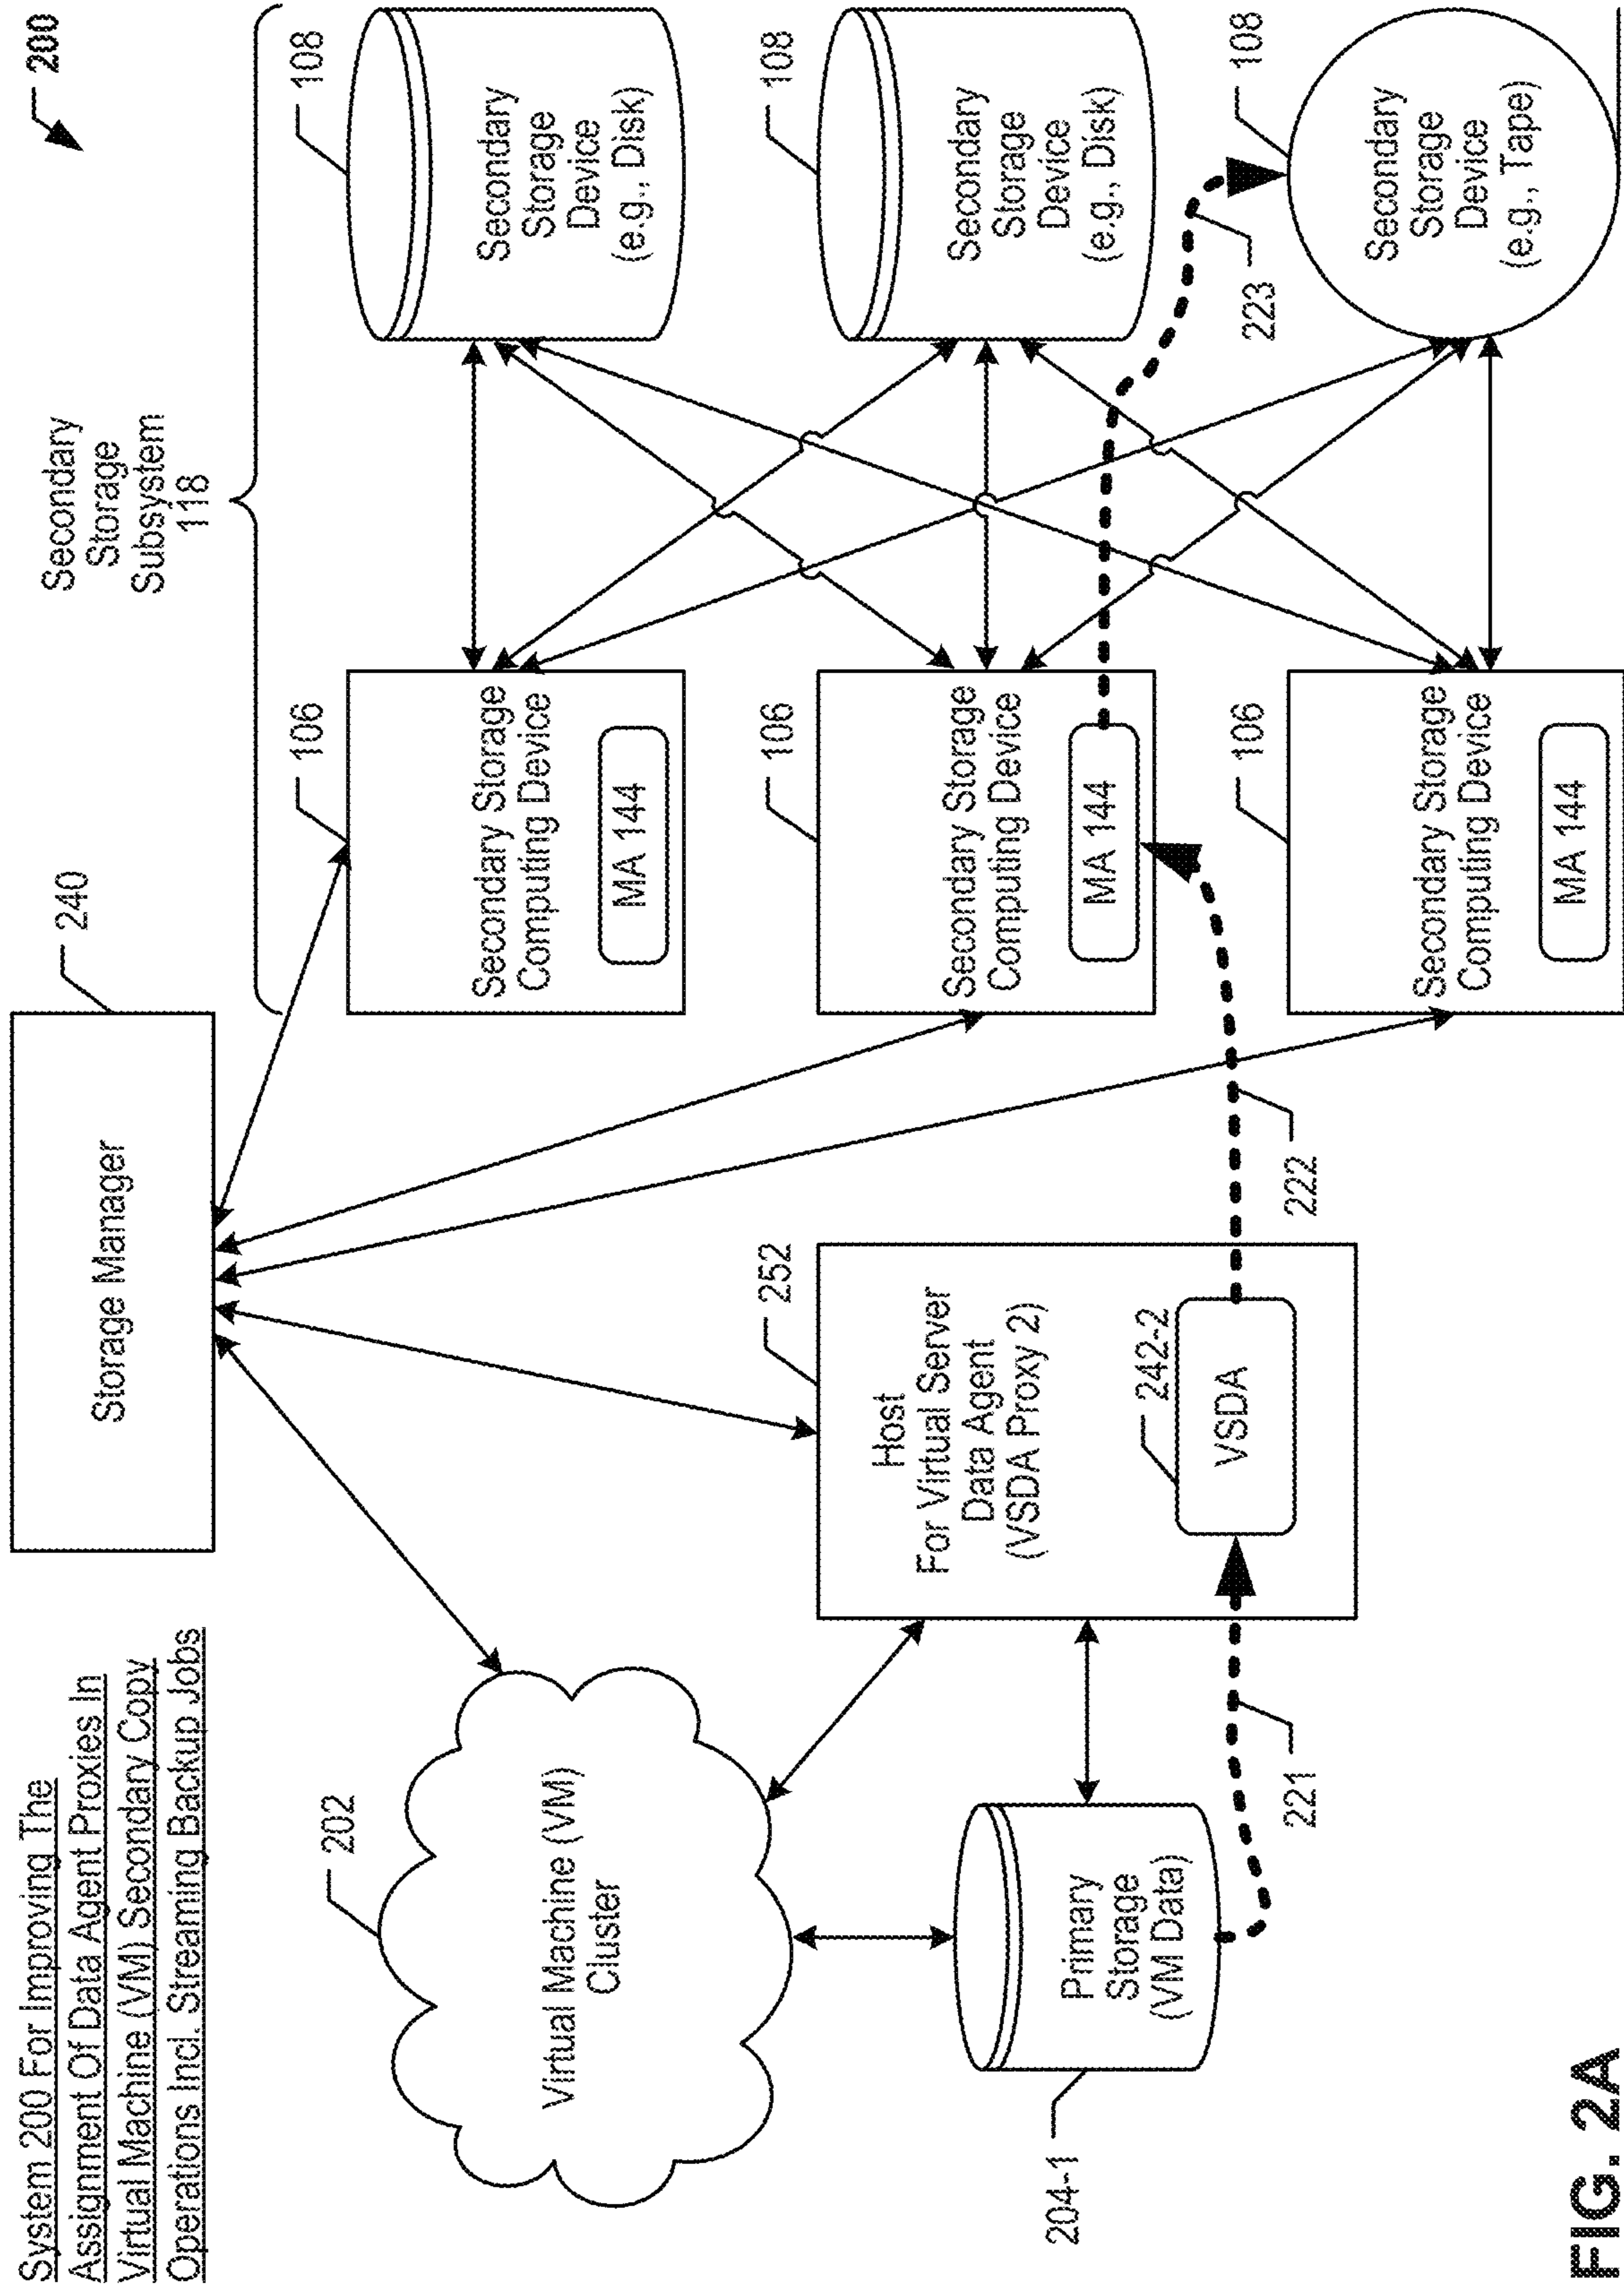 System 200 For Improving The
Assignment Of Data Agent Proxies In
Virtual Machine (VM) Secondary Copy
Operations Incl. Streaming Backup Jobs
200
Storage Manager
240
Secondary
Storage
Subsystem
118
202
Virtual Machine (VM)
Cluster
106
Secondary Storage
Computing Device
MA 144
108
Secondary
Storage
Device
(e.g., Disk)
252
Host
For Virtual Server
Data Agent
(VSDA Proxy 2)
242-2
VSDA
106
Secondary Storage
Computing Device
MA 144
108
Secondary
Storage
Device
(e.g., Disk)
204-1
Primary
Storage
(VM Data)
221
222
223
106
Secondary Storage
Computing Device
MA 144
108
Secondary
Storage
Device
(e.g., Tape)
FIG. 2A